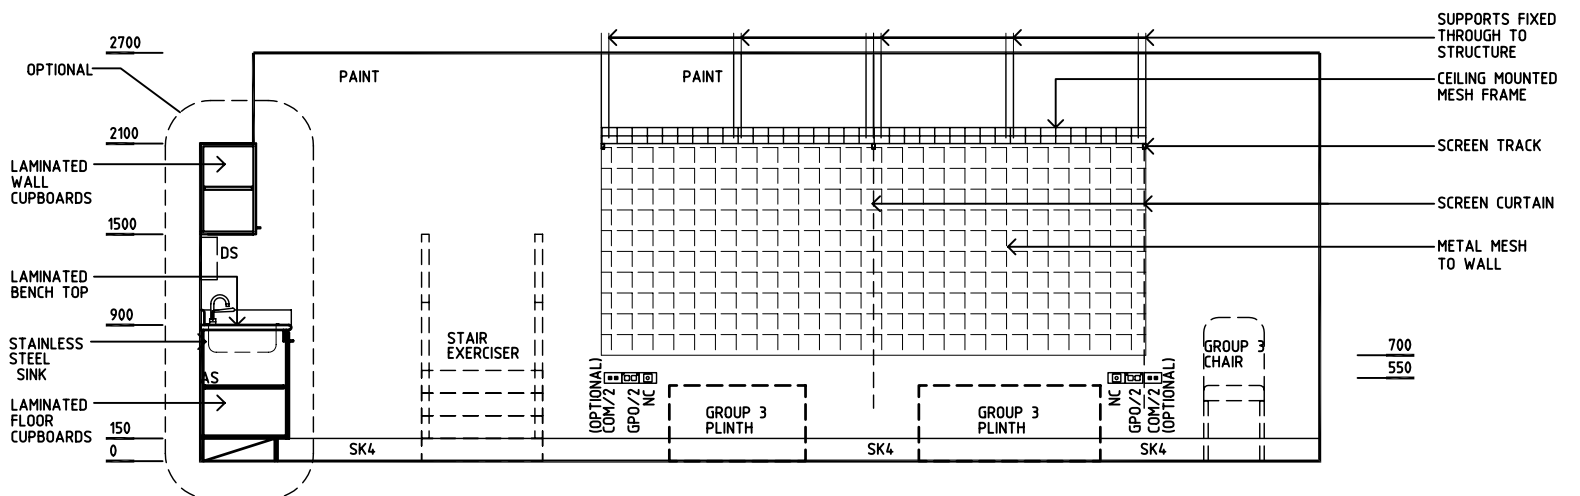 2700
OPTIONAL
2100
LAMINATED
WALL
CUPBOARDS
1500
DS
LAMINATED
BENCH TOP
900
STAINLESS
STEEL
SINK
AS
LAMINATED
FLOOR
CUPBOARDS
150
0
PAINT
PAINT
STAIR
EXERCISER
SK4
(OPTIONAL)
COM/2
GPO/2
NC
GROUP 3
PLINTH
SK4
GROUP 3
PLINTH
NC
GPO/2
COM/2
(OPTIONAL)
SK4
GROUP 3
CHAIR
SUPPORTS FIXED
THROUGH TO
STRUCTURE
CEILING MOUNTED
MESH FRAME
SCREEN TRACK
SCREEN CURTAIN
METAL MESH
TO WALL
700
550